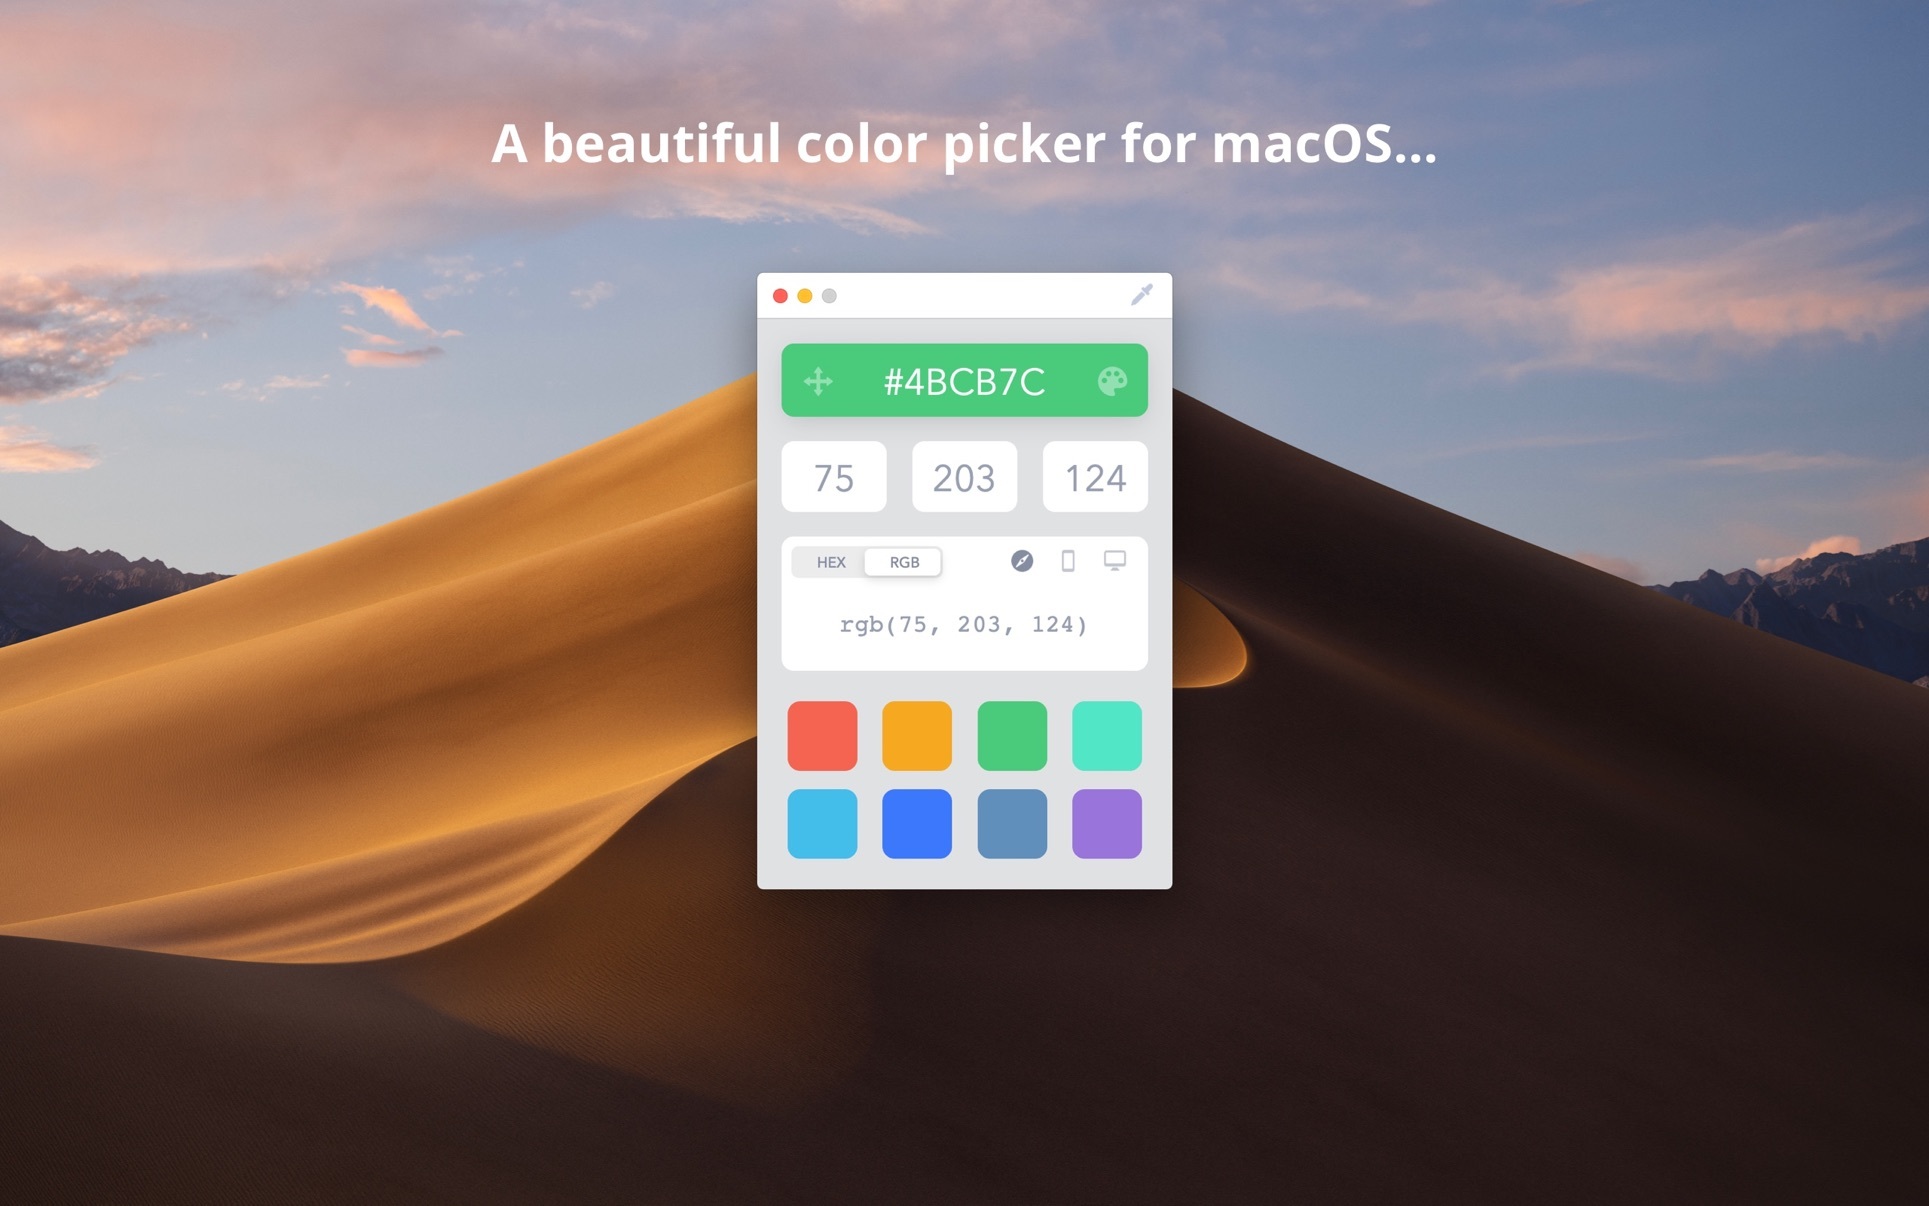 A beautiful color picker for macOS...
#4BCB7C
75 203 124
HEX RGB
rgb(75, 203, 124)